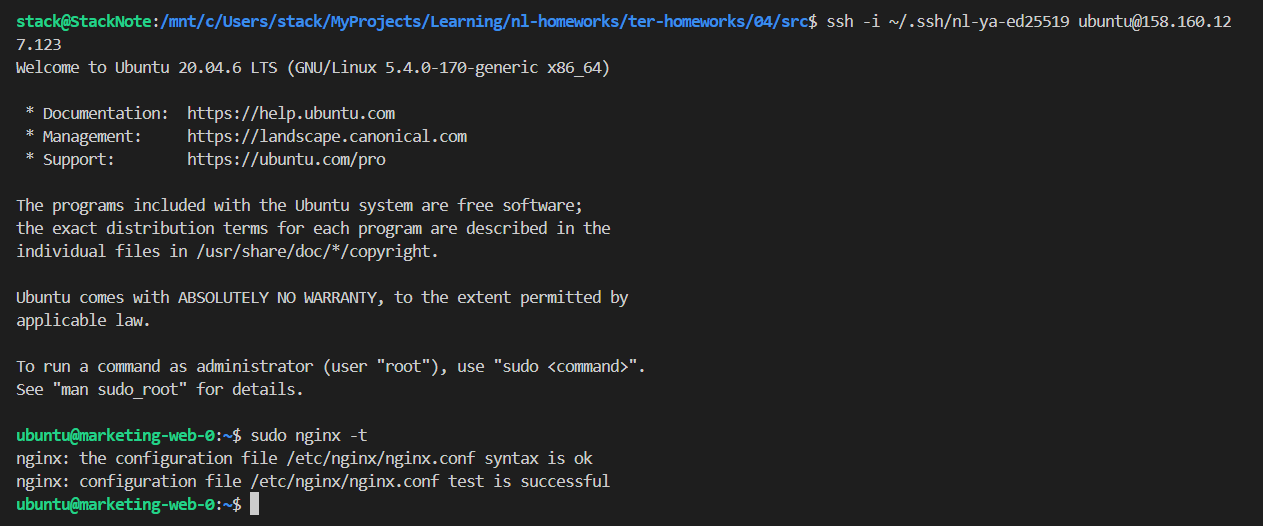 stack@StackNote:/mnt/c/Users/stack/MyProjects/Learning/nl-homeworks/ter-homeworks/04/src$ ssh -i ~/.ssh/nl-ya-ed25519 ubuntu@158.160.12
7.123
Welcome to Ubuntu 20.04.6 LTS (GNU/Linux 5.4.0-170-generic x86_64)

 * Documentation:  https://help.ubuntu.com
 * Management:     https://landscape.canonical.com
 * Support:        https://ubuntu.com/pro

The programs included with the Ubuntu system are free software;
the exact distribution terms for each program are described in the
individual files in /usr/share/doc/*/copyright.

Ubuntu comes with ABSOLUTELY NO WARRANTY, to the extent permitted by
applicable law.

To run a command as administrator (user "root"), use "sudo <command>".
See "man sudo_root" for details.

ubuntu@marketing-web-0:~$ sudo nginx -t
nginx: the configuration file /etc/nginx/nginx.conf syntax is ok
nginx: configuration file /etc/nginx/nginx.conf test is successful
ubuntu@marketing-web-0:~$